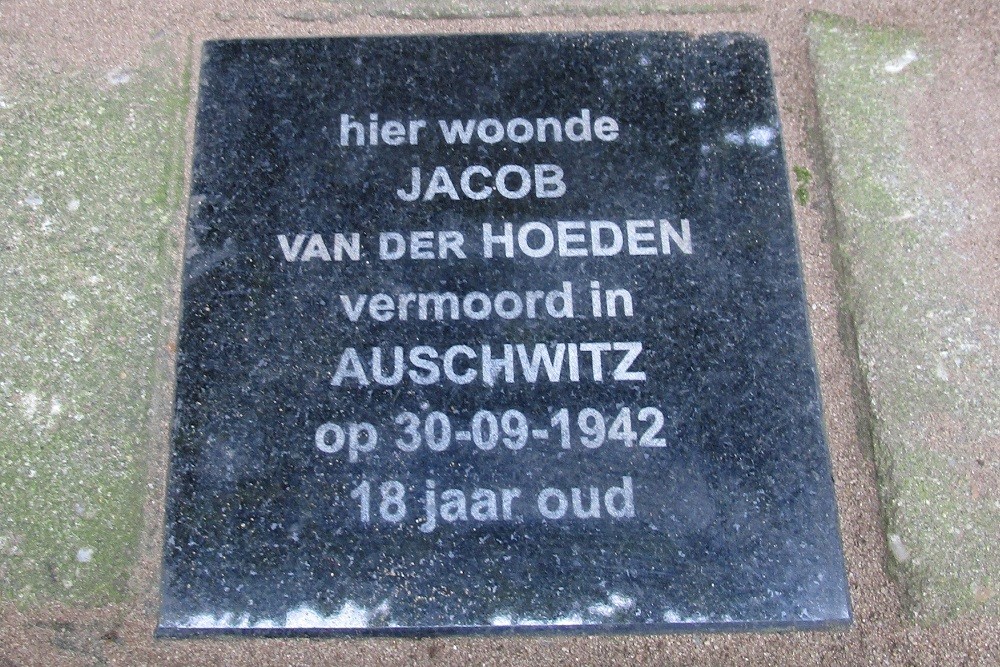 hier woonde
JACOB
VAN DER HOEDEN
vermoord in
AUSCHWITZ
op 30-09-1942
18 jaar oud